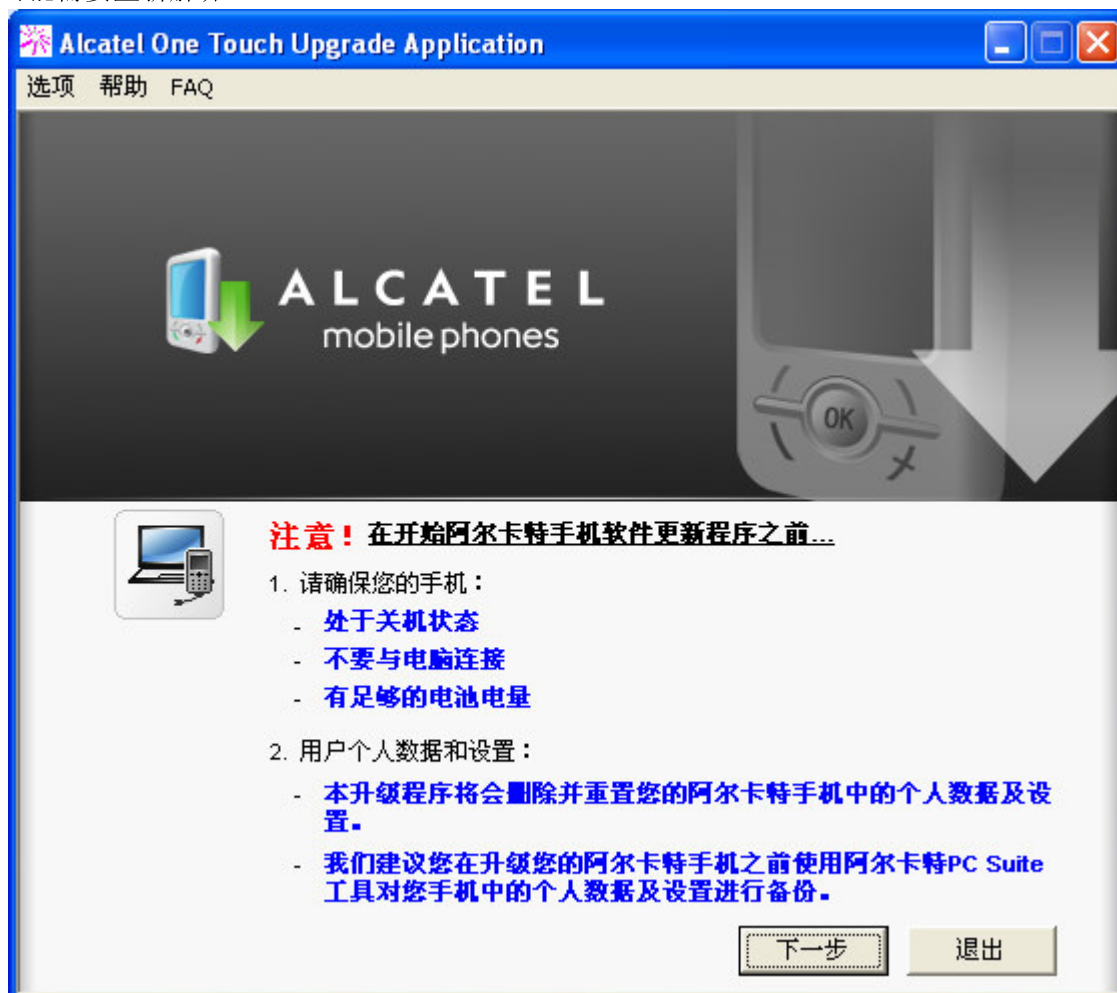 Alcatel One Touch Upgrade Application
选项 帮助 FAQ
ALCATEL
mobile phones
OK
注意! 在开始阿尔卡特手机软件更新程序之前...
1. 请确保您的手机：
- 处于关机状态
- 不要与电脑连接
- 有足够的电池电量
2. 用户个人数据和设置：
- 本升级程序将会删除并重置您的阿尔卡特手机中的个人数据及设
置。
- 我们建议您在升级您的阿尔卡特手机之前使用阿尔卡特PC Suite
工具对您手机中的个人数据及设置进行备份。
下一步 退出